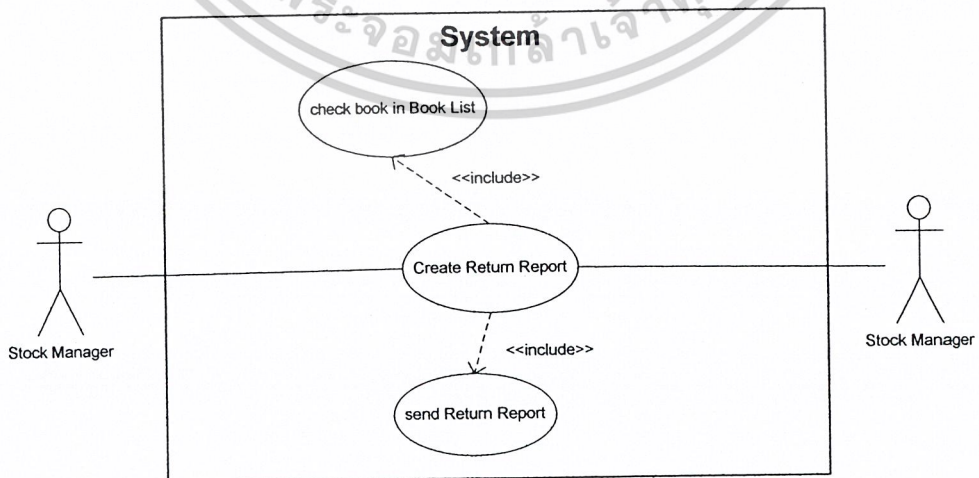 System
check book in Book List
<<include>>
Create Return Report
Stock Manager
Stock Manager
<<include>>
send Return Report